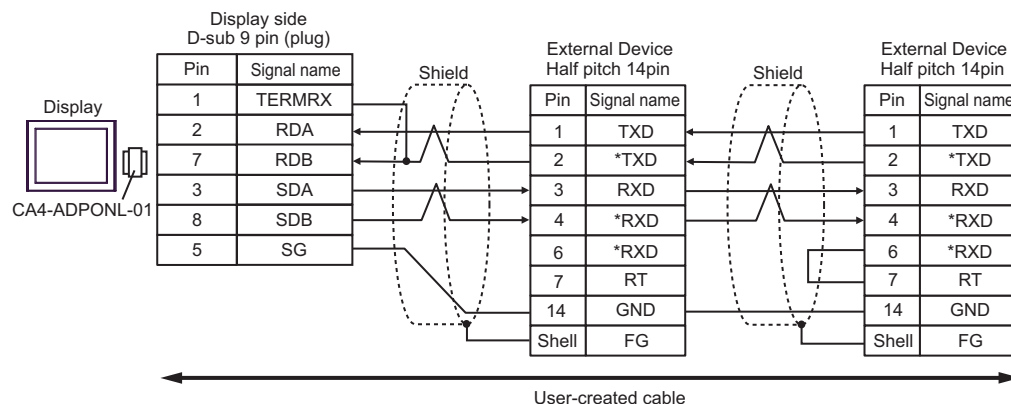 Display side
D-sub 9 pin (plug)
Pin Signal name
1 TERMRX
2 RDA
7 RDB
3 SDA
8 SDB
5 SG
Display
CA4-ADPONL-01
Shield
External Device
Half pitch 14pin
Pin Signal name
1 TXD
2 *TXD
3 RXD
4 *RXD
6 *RXD
7 RT
14 GND
Shell FG
Shield
External Device
Half pitch 14pin
Pin Signal name
1 TXD
2 *TXD
3 RXD
4 *RXD
6 *RXD
7 RT
14 GND
Shell FG
User-created cable